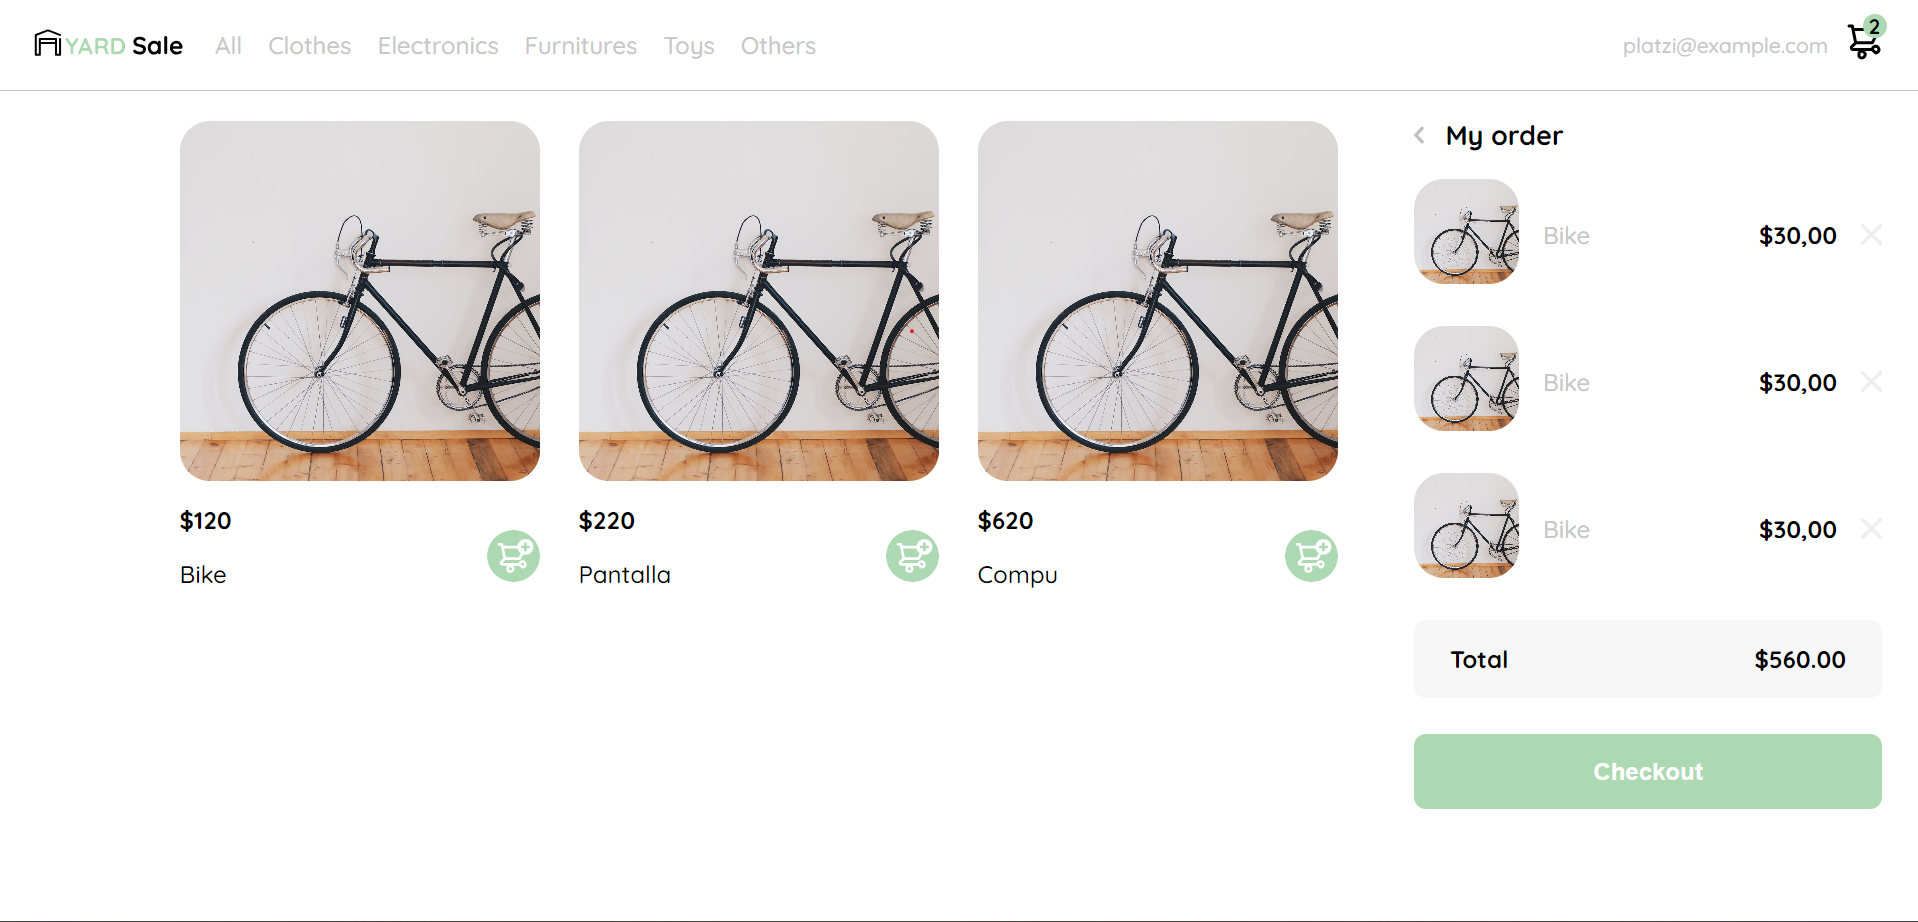 YARD Sale
All Clothes Electronics Furnitures Toys Others
platzi@example.com
2
$120
Bike
$220
Pantalla
$620
Compu
My order
Bike $30,00
Bike $30,00
Bike $30,00
Total $560.00
Checkout